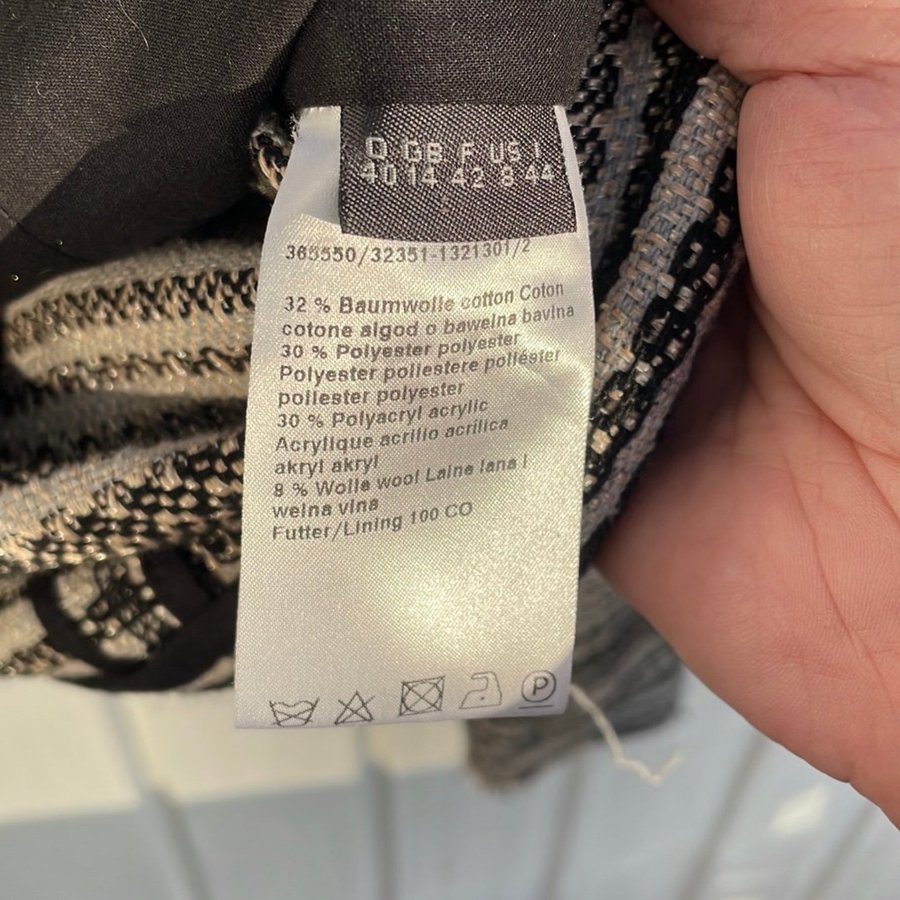 D GB F US I
40 14 42 8 44
365550/32351-1321301/2
32 % Baumwolle cotton Coton
cotone algod o bawelna bavlna
30 % Polyester polyester
Polyester poliestere poliéster
poliester polyester
30 % Polyacryl acrylic
Acrylique acrilio acrilica
akryl akryl
8 % Wolle wool Laine lana l
welna vlna
Futter/Lining 100 CO
P